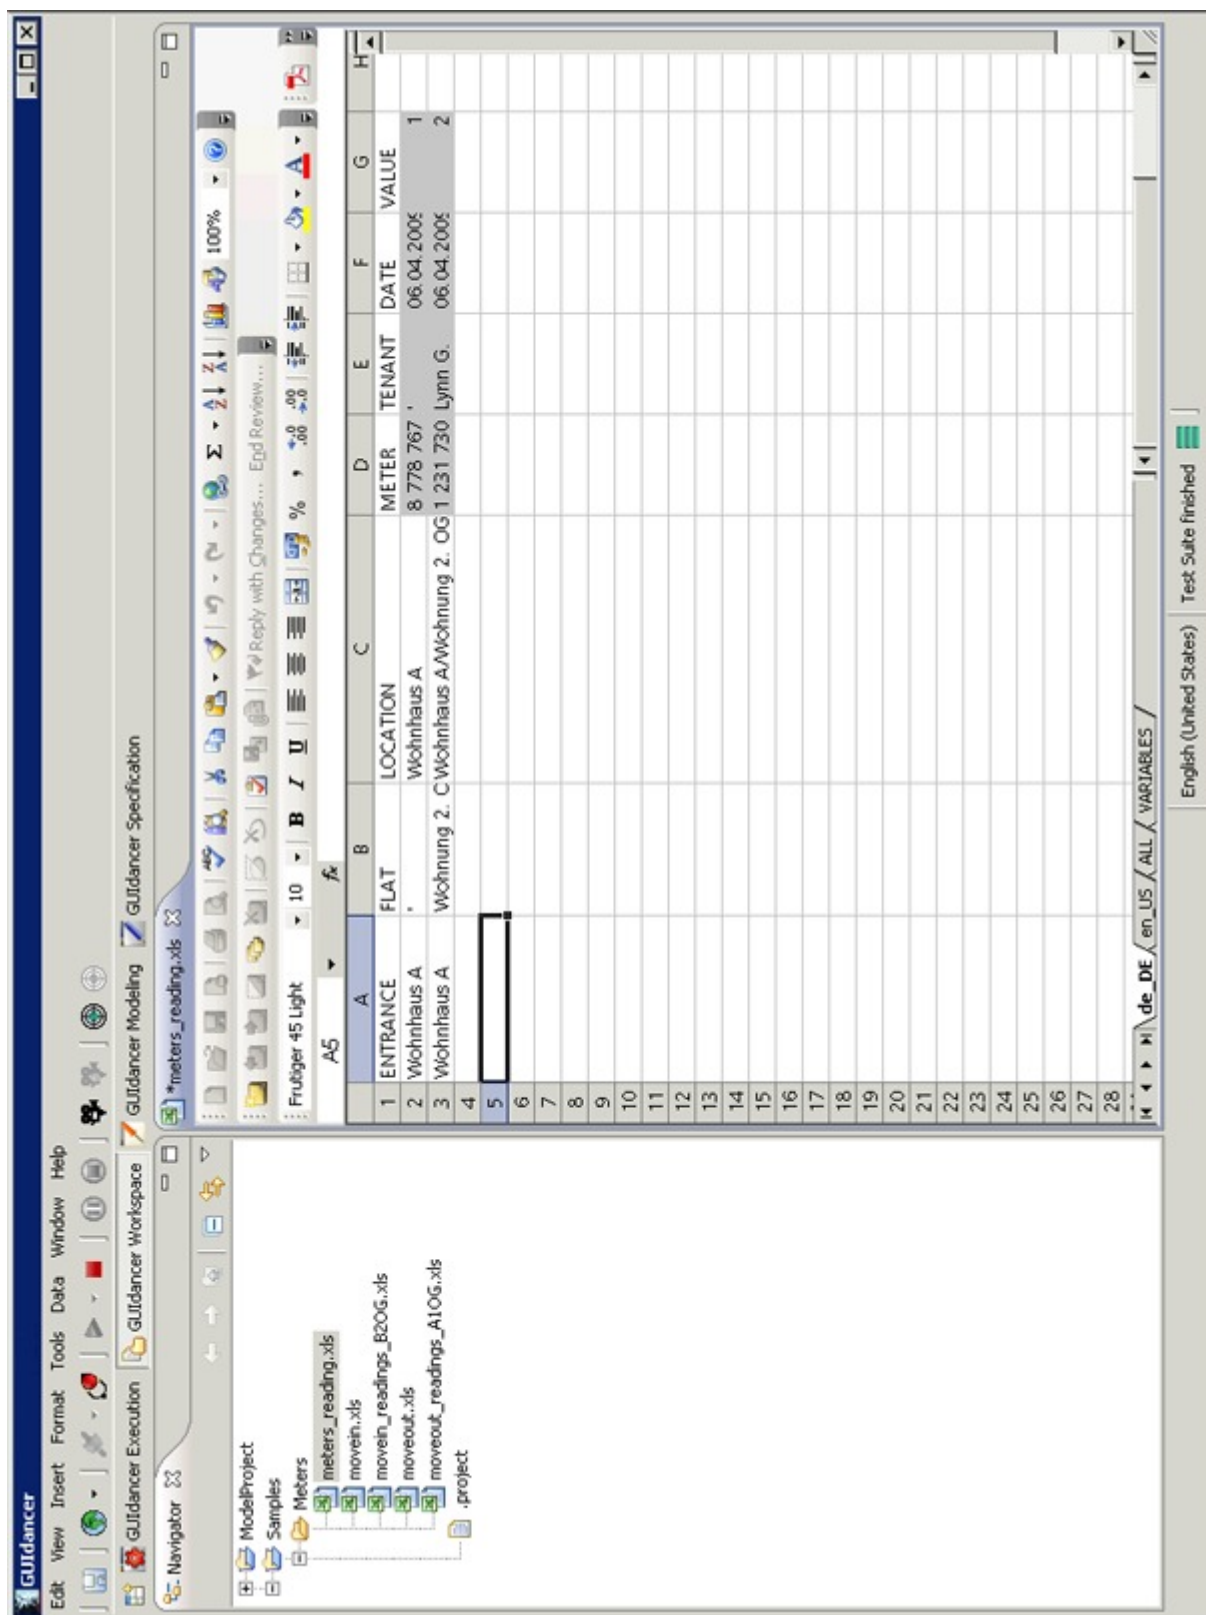 GUIdancer
Edit View Insert Format Tools Data Window Help
GUIdancer Execution GUIdancer Workspace GUIdancer Modeling GUIdancer Specification
Navigator
ModelProject
Samples
Meters
meters_reading.xls
movein.xls
movein_readings_B2OG.xls
moveout.xls
moveout_readings_A1OG.xls
.project
*meters_reading.xls
100%
Reply with Changes... End Review...
Frutiger 45 Light 10 B I U % , .00 .0
A5 fx
A B C D E F G H
1 ENTRANCE FLAT LOCATION METER TENANT DATE VALUE
2 Wohnhaus A ' Wohnhaus A 8 778 767 ' 06.04.2009 1
3 Wohnhaus A Wohnung 2. C Wohnhaus A/Wohnung 2. OG 1 231 730 Lynn G. 06.04.2009 2
4
5
6
7
8
9
10
11
12
13
14
15
16
17
18
19
20
21
22
23
24
25
26
27
28
de_DE en_US ALL VARIABLES
English (United States) Test Suite finished